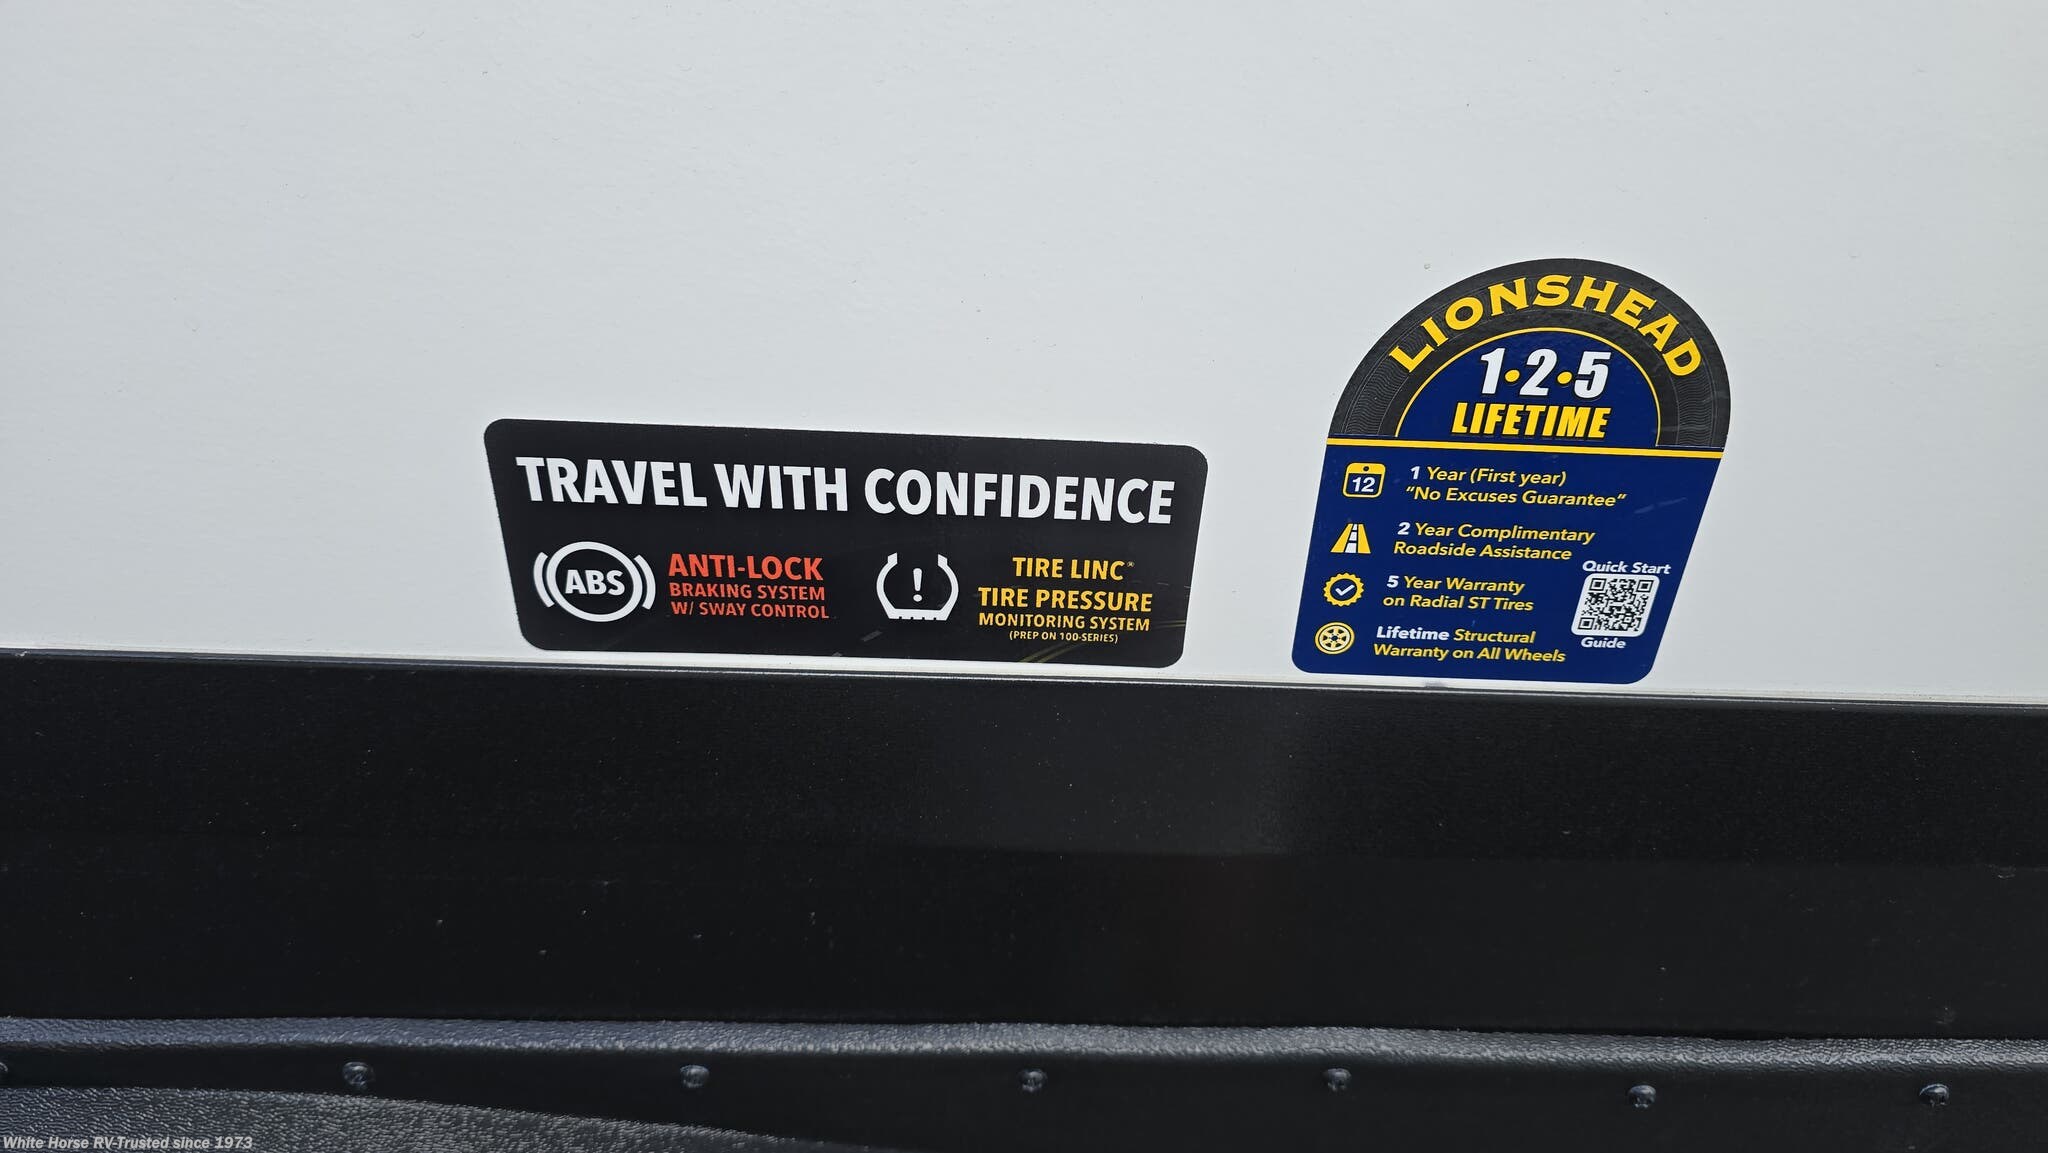 TRAVEL WITH CONFIDENCE
ABS
ANTI-LOCK
BRAKING SYSTEM
W/ SWAY CONTROL
!
TIRE LINC®
TIRE PRESSURE
MONITORING SYSTEM
(PREP ON 100-SERIES)
LIONSHEAD
1•2•5
LIFETIME
12
1 Year (First year)
"No Excuses Guarantee"
2 Year Complimentary
Roadside Assistance
5 Year Warranty
on Radial ST Tires
Lifetime Structural
Warranty on All Wheels
Quick Start
Guide
White Horse RV-Trusted since 1973